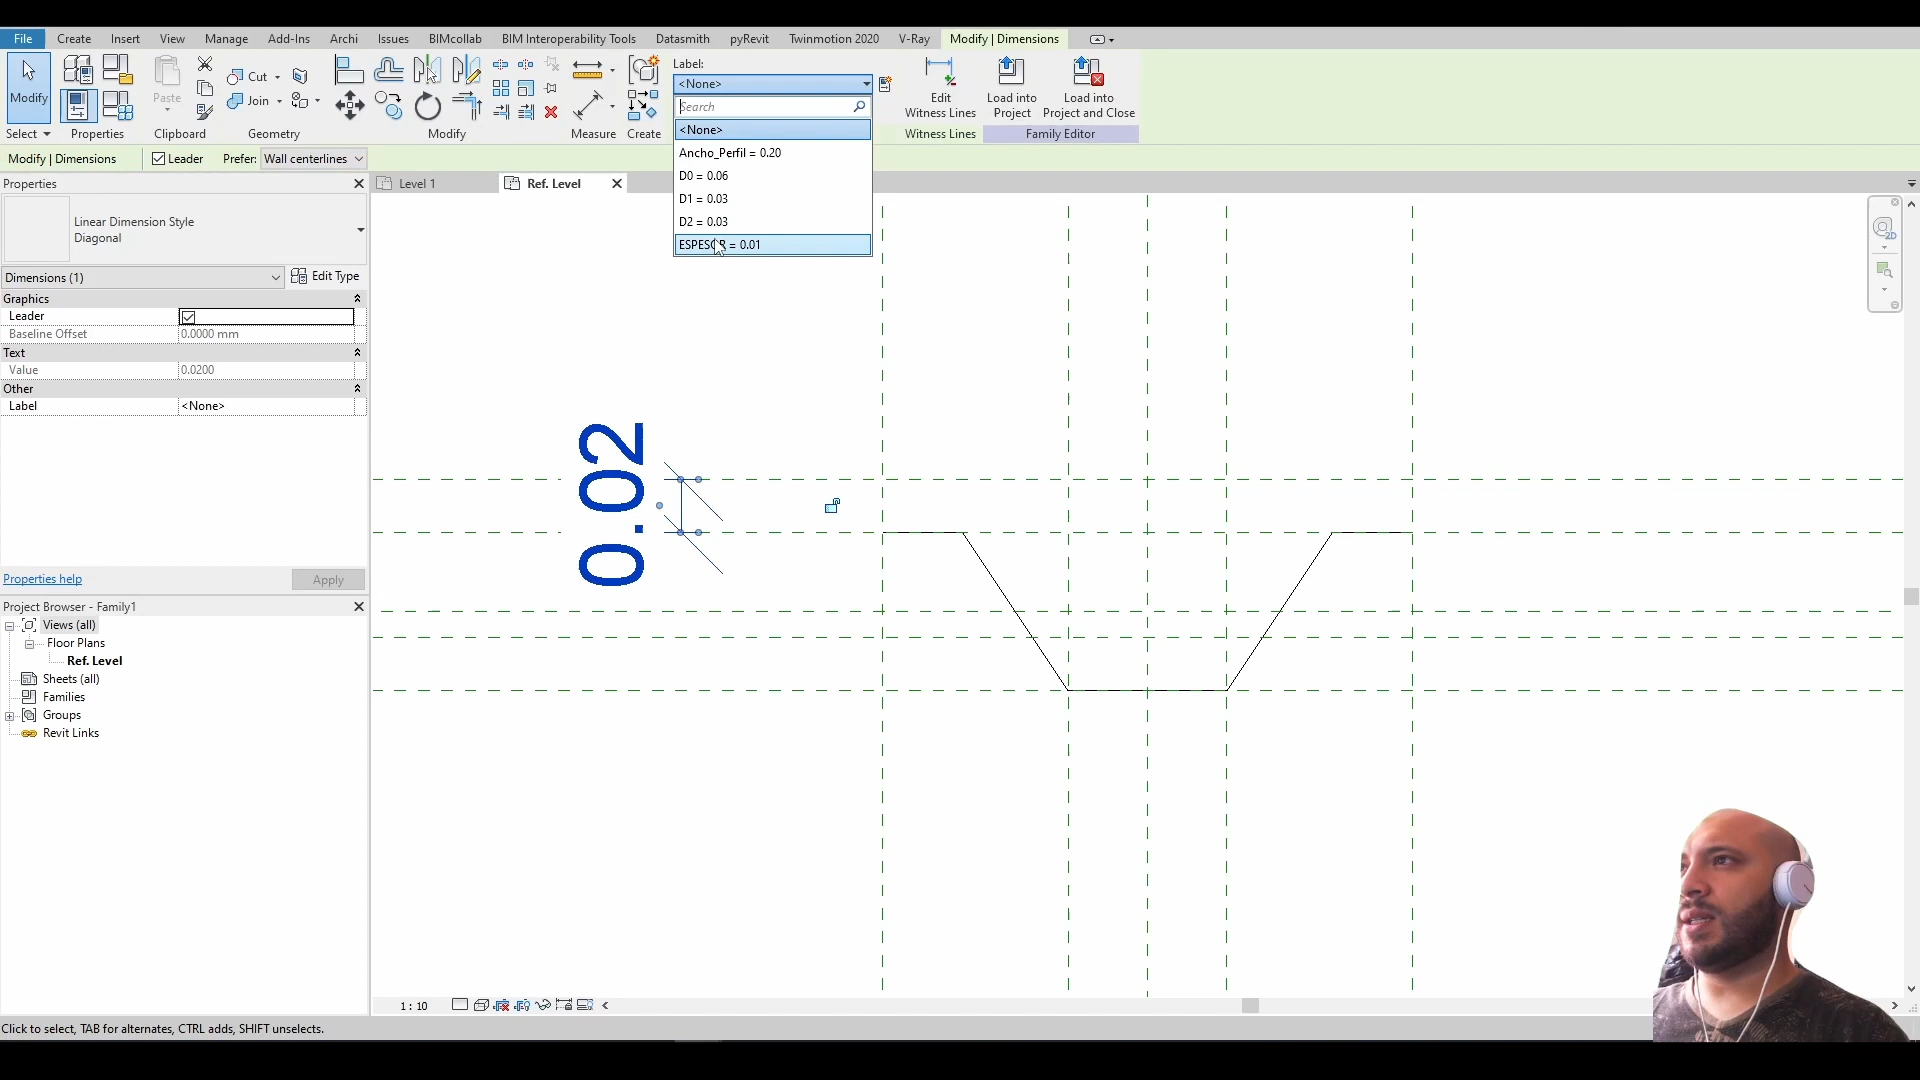 File Create Insert View Manage Add-Ins Archi Issues BIMcollab BIM Interoperability Tools Datasmith pyRevit Twinmotion 2020 V-Ray Modify | Dimensions
Modify
Paste
Cut
Join
Label:
<None>
Search
<None>
Ancho_Perfil = 0.20
D0 = 0.06
D1 = 0.03
D2 = 0.03
ESPESOR = 0.01
Edit
Witness Lines
Load into
Project
Load into
Project and Close
Select Properties Clipboard Geometry Modify Measure Create Witness Lines Family Editor
Modify | Dimensions Leader Prefer: Wall centerlines
Properties
Level 1 Ref. Level
Linear Dimension Style
Diagonal
Dimensions (1) Edit Type
Graphics
Leader
Baseline Offset 0.0000 mm
Text
Value 0.0200
Other
Label <None>
Properties help Apply
Project Browser - Family1
Views (all)
Floor Plans
Ref. Level
Sheets (all)
Families
Groups
Revit Links
0.02
2D
1 : 10
Click to select, TAB for alternates, CTRL adds, SHIFT unselects.